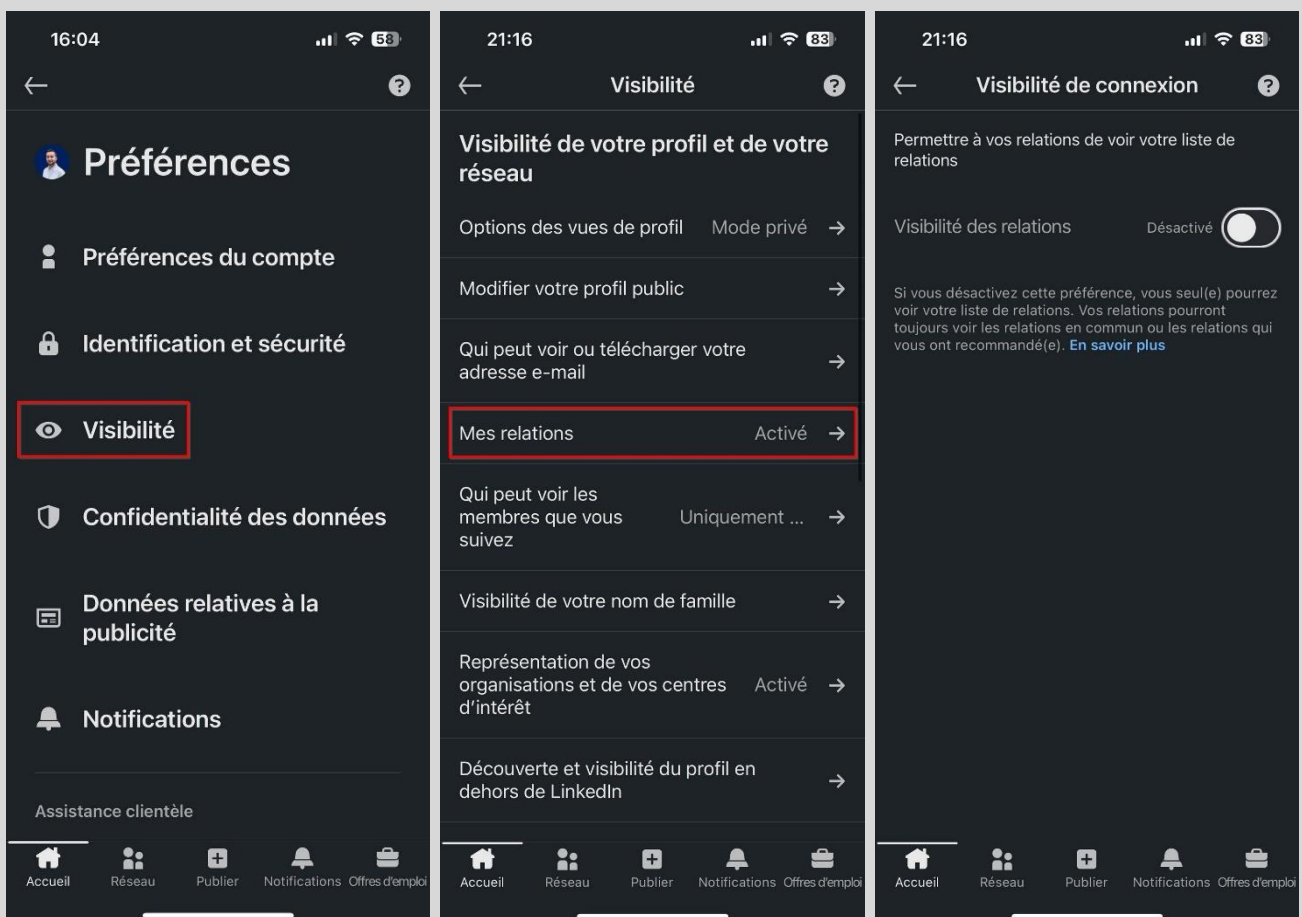 16:04
58
Préférences
Préférences du compte
Identification et sécurité
Visibilité
Confidentialité des données
Données relatives à la
publicité
Notifications
Assistance clientèle
Accueil
Réseau
Publier
Notifications
Offres d'emploi
21:16
83
Visibilité
Visibilité de votre profil et de votre
réseau
Options des vues de profil Mode privé
Modifier votre profil public
Qui peut voir ou télécharger votre
adresse e-mail
Mes relations Activé
Qui peut voir les
membres que vous
suivez
Uniquement ...
Visibilité de votre nom de famille
Représentation de vos
organisations et de vos centres
d'intérêt
Activé
Découverte et visibilité du profil en
dehors de LinkedIn
Accueil
Réseau
Publier
Notifications
Offres d'emploi
21:16
83
Visibilité de connexion
Permettre à vos relations de voir votre liste de
relations
Visibilité des relations Désactivé
Si vous désactivez cette préférence, vous seul(e) pourrez
voir votre liste de relations. Vos relations pourront
toujours voir les relations en commun ou les relations qui
vous ont recommandé(e). En savoir plus
Accueil
Réseau
Publier
Notifications
Offres d'emploi